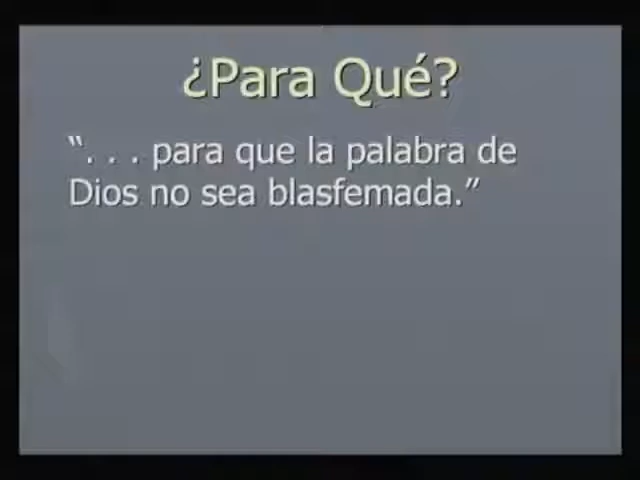 ¿Para Qué?
“. . . para que la palabra de
Dios no sea blasfemada.”